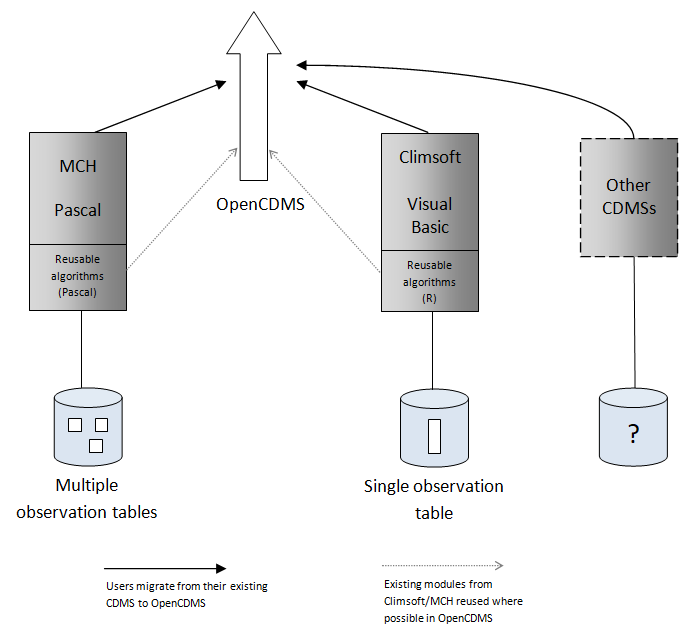 MCH
Pascal
Reusable
algorithms
(Pascal)
OpenCDMS
Climsoft
Visual
Basic
Reusable
algorithms
(R)
Other
CDMSs
?
Multiple
observation tables
Single observation
table
Users migrate from their existing
CDMS to OpenCDMS
Existing modules from
Climsoft/MCH reused where
possible in OpenCDMS